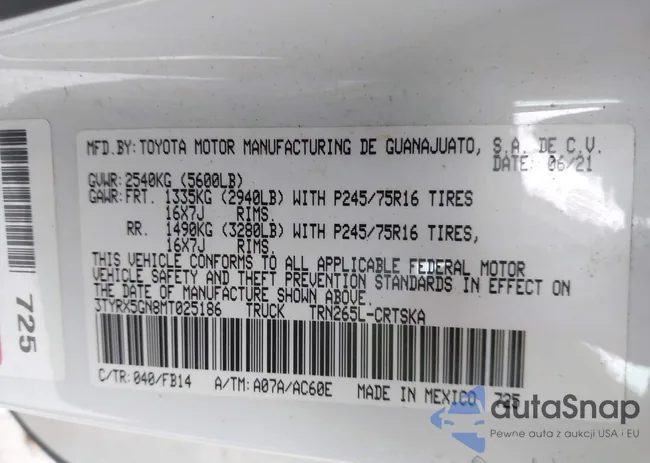 MFD.BY: TOYOTA MOTOR MANUFACTURING DE GUANAJUATO, S.A. DE C.V.
DATE: 06/21
GVWR: 2540KG (5600LB)
GAWR: FRT. 1335KG (2940LB) WITH P245/75R16 TIRES
16X7J RIMS.
RR. 1490KG (3280LB) WITH P245/75R16 TIRES,
16X7J RIMS.
THIS VEHICLE CONFORMS TO ALL APPLICABLE FEDERAL MOTOR
VEHICLE SAFETY AND THEFT PREVENTION STANDARDS IN EFFECT ON
THE DATE OF MANUFACTURE SHOWN ABOVE.
3TYRX5GN8MT025186 TRUCK TRN265L-CRTSKA
C/TR: 040/FB14 A/TM: A07A/AC60E MADE IN MEXICO 725
725
autoSnap
Pewne auta z aukcji USA i EU